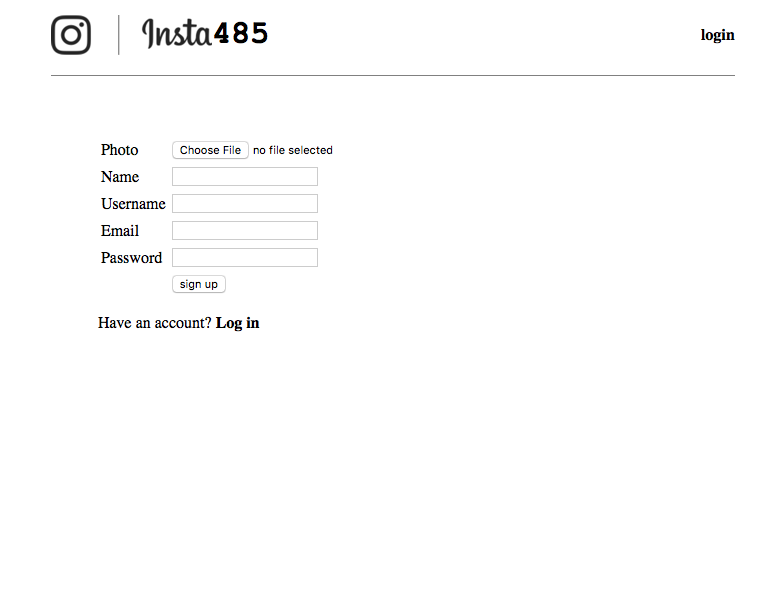 Insta485
login
Photo Choose File no file selected
Name
Username
Email
Password
sign up
Have an account? Log in